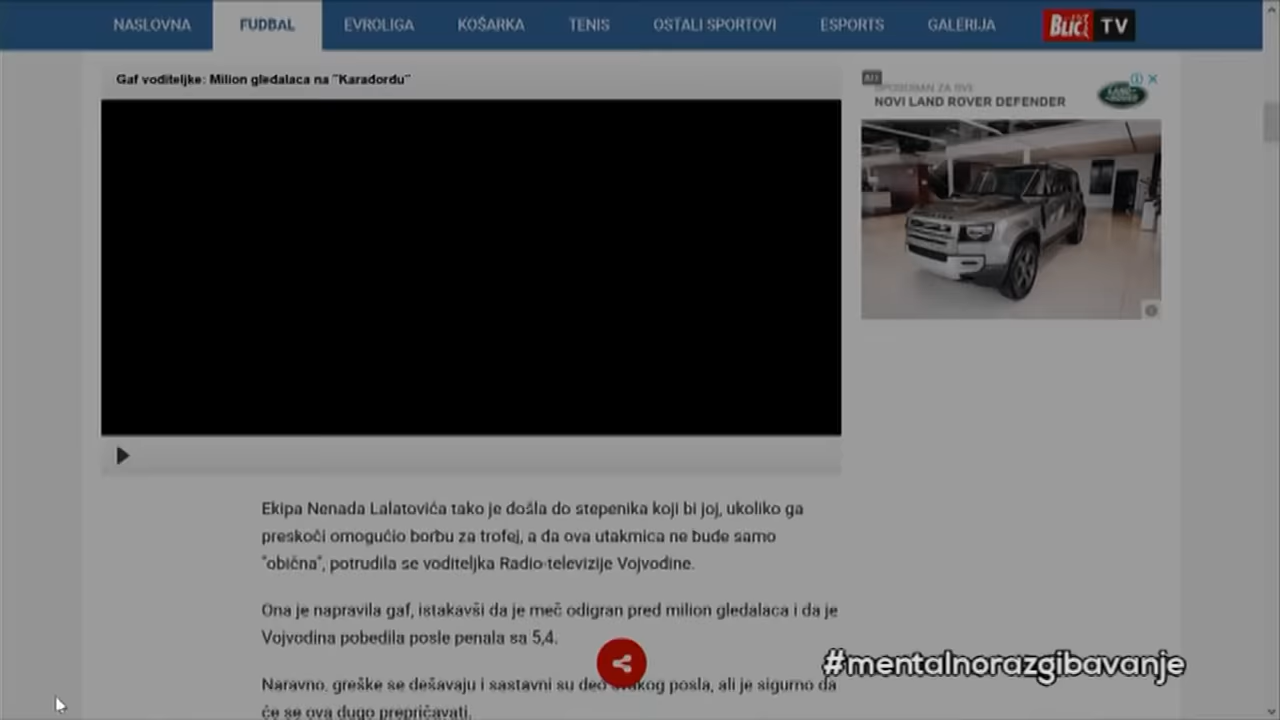 NASLOVNA FUDBAL EVROLIGA KOŠARKA TENIS OSTALI SPORTOVI ESPORTS GALERIJA BLIC TV
Gaf voditeljke: Milion gledalaca na "Karađorđu"
NOVI LAND ROVER DEFENDER
Ekipa Nenada Lalatovića tako je došla do stepenika koji bi joj, ukoliko ga
preskoči omogućio borbu za trofej, a da ova utakmica ne bude samo
"obična", potrudila se voditeljka Radio-televizije Vojvodine.
Ona je napravila gaf, istakavši da je meč odigran pred milion gledalaca i da je
Vojvodina pobedila posle penala sa 5,4.
Naravno, greške se dešavaju i sastavni su deo svakog posla, ali je sigurno da
će se ova dugo prepričavati.
#mentalnorazgibavanje